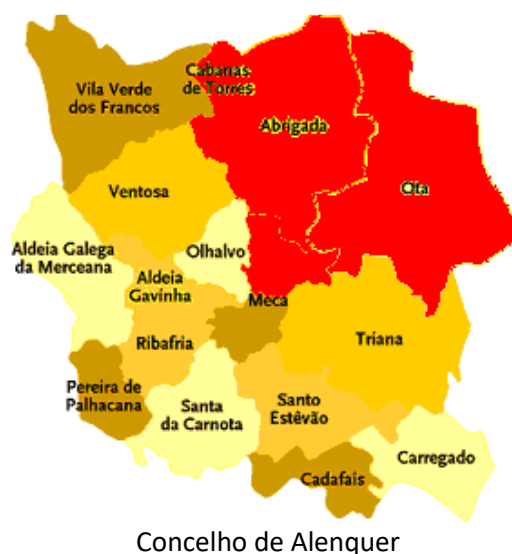 Cabanas
de Torres
Vila Verde
dos Francos
Abrigada
Ota
Ventosa
Aldeia Galega
da Merceana
Olhalvo
Aldeia
Gavinha
Meca
Ribafria
Triana
Pereira de
Palhacana
Santa
da Carnota
Santo
Estêvão
Carregado
Cadafais
Concelho de Alenquer